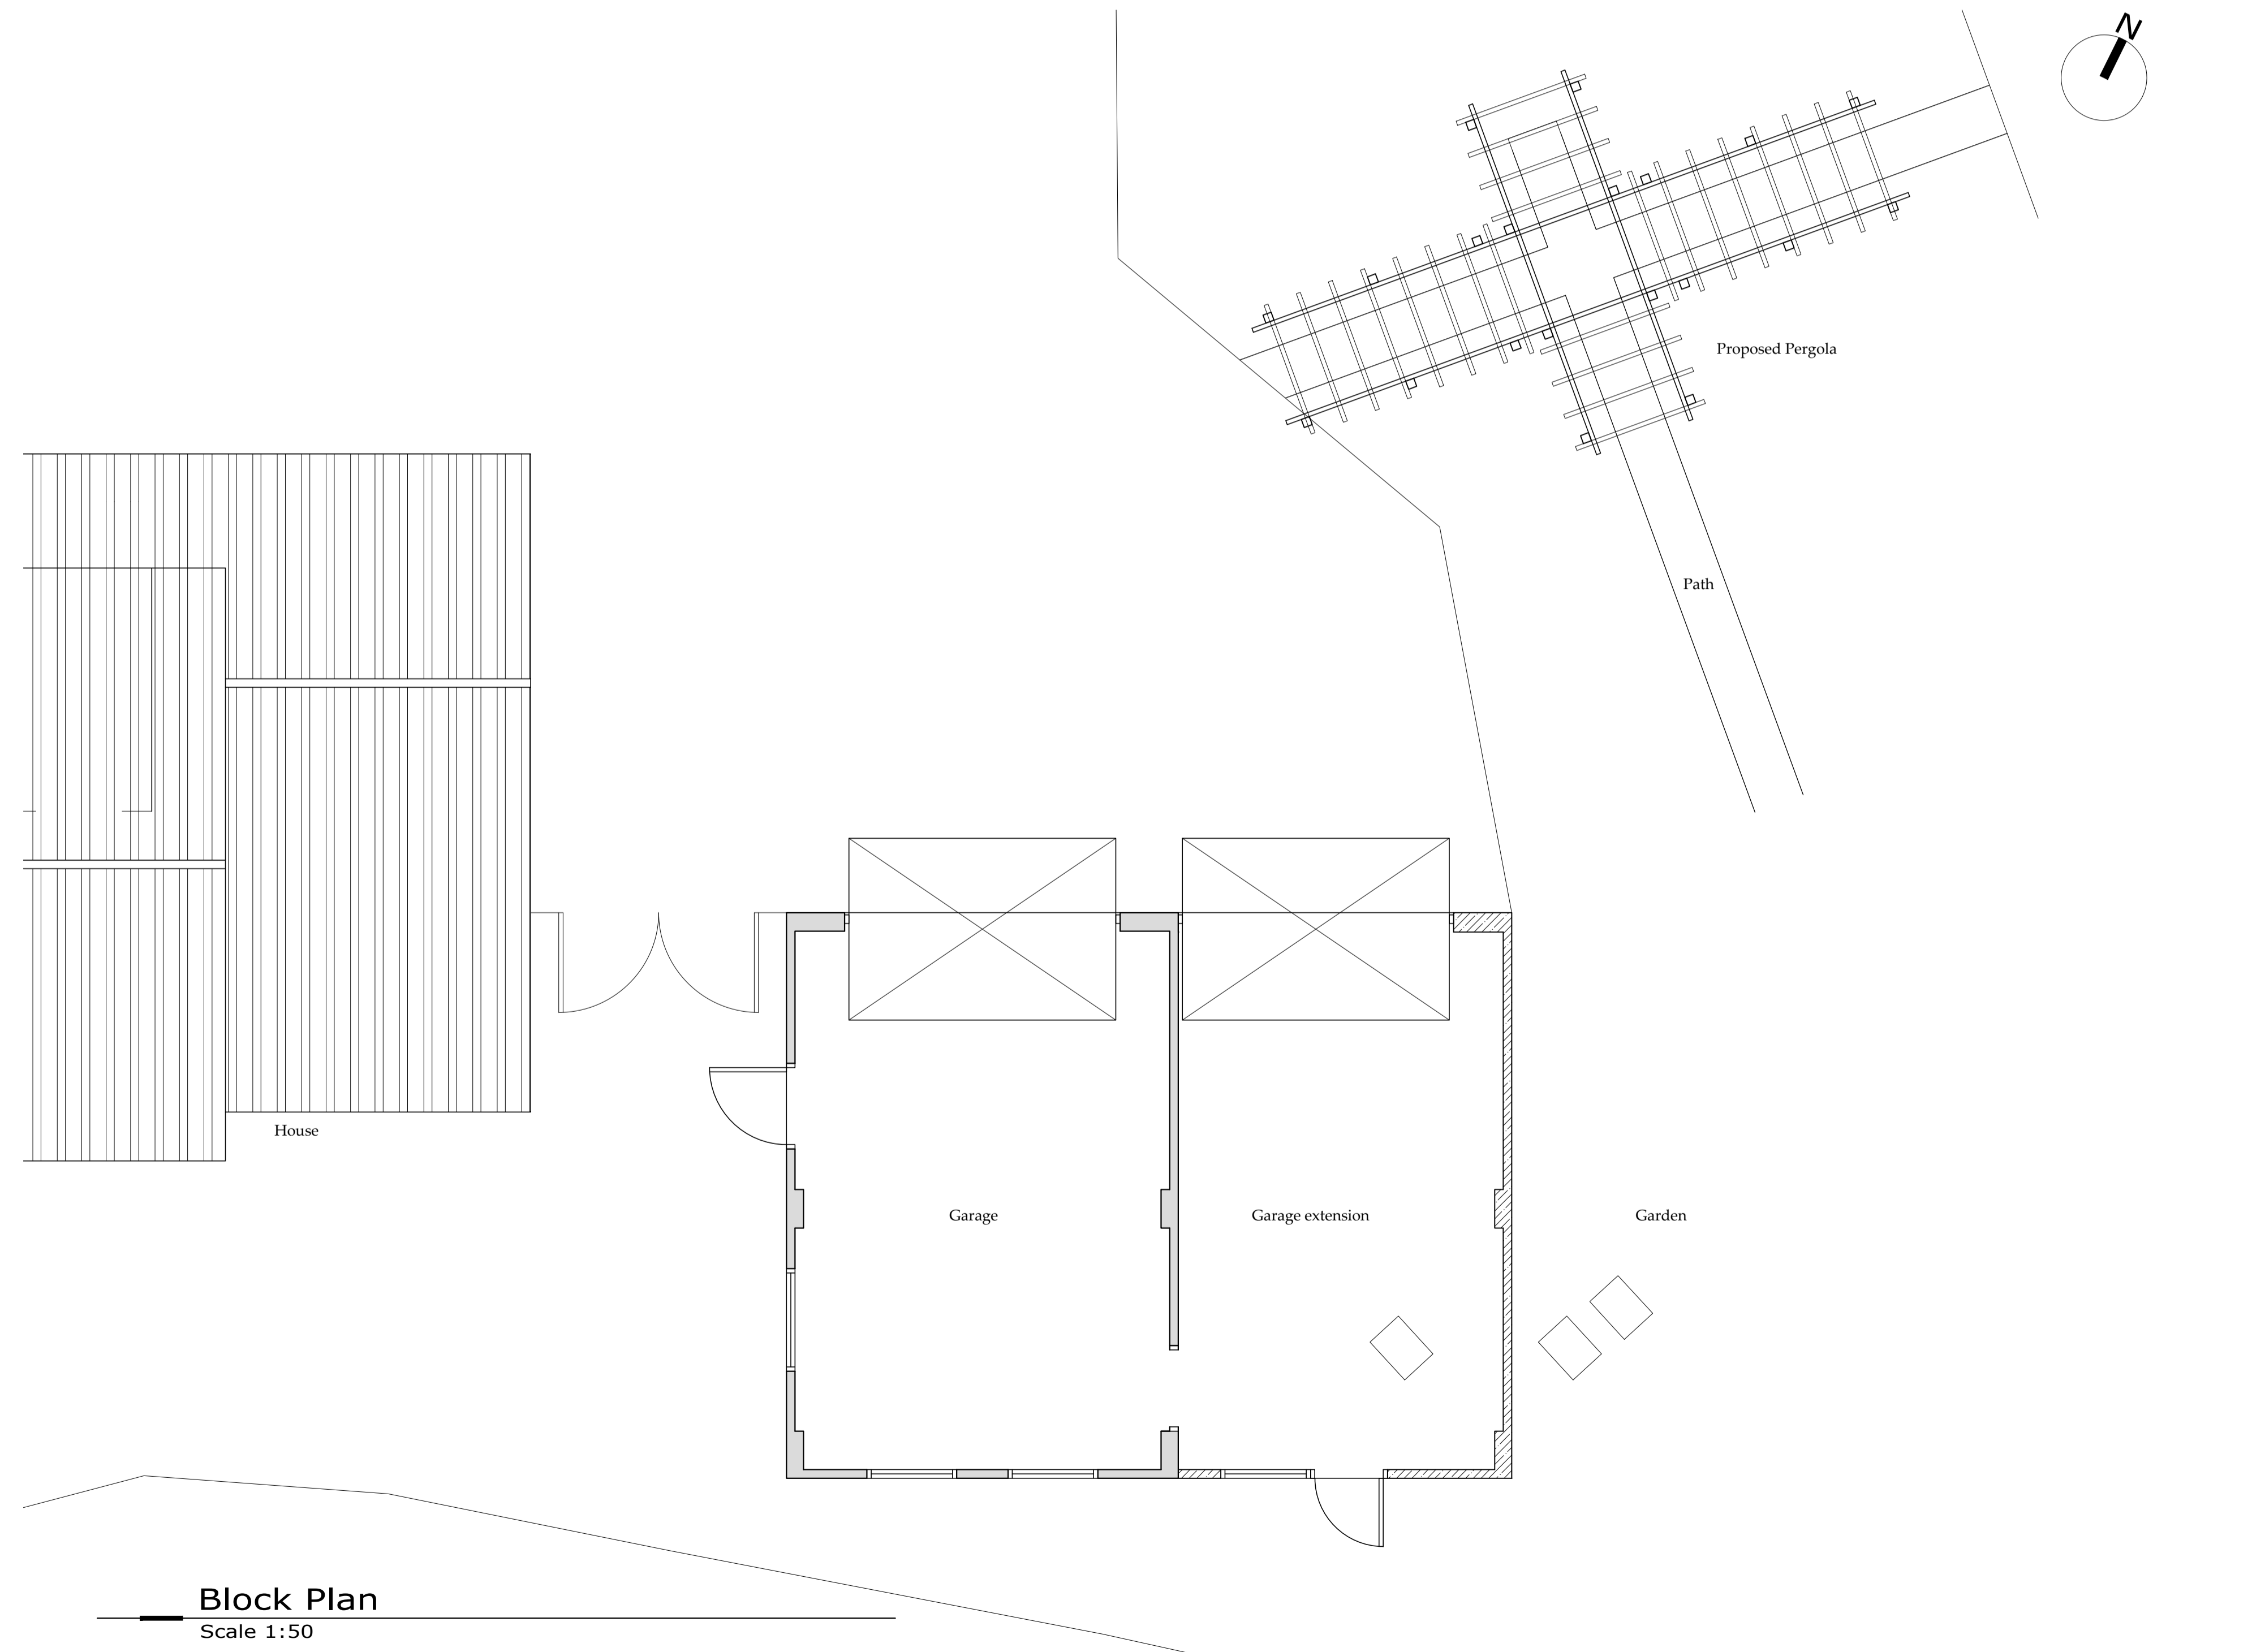 N
Proposed Pergola
Path
House
Garage
Garage extension
Garden
Block Plan
Scale 1:50